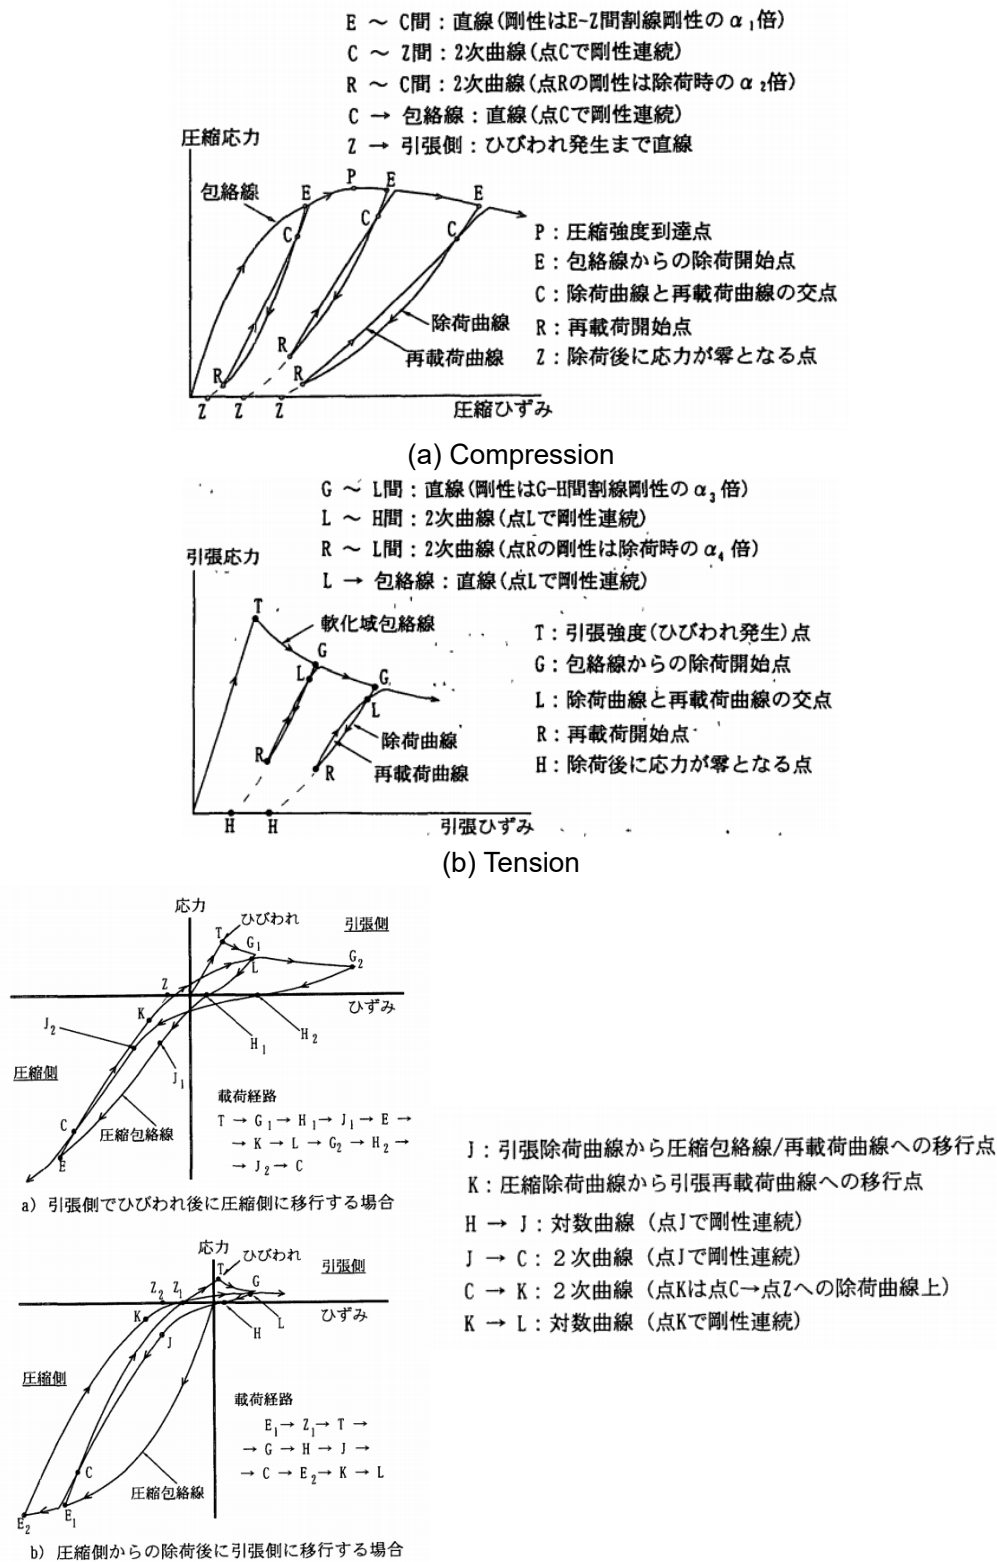 E ～ C間：直線(剛性はE-Z間割線剛性のα₁倍)
C ～ Z間：2次曲線(点Cで剛性連続)
R ～ C間：2次曲線(点Rの剛性は除荷時のα₂倍)
C → 包絡線：直線(点Cで剛性連続)
Z → 引張側：ひびわれ発生まで直線
圧縮応力
包絡線
E
P
E
E
C
C
C
P：圧縮強度到達点
E：包絡線からの除荷開始点
C：除荷曲線と再載荷曲線の交点
R：再載荷開始点
Z：除荷後に応力が零となる点
除荷曲線
再載荷曲線
R
R
R
Z
Z
Z
圧縮ひずみ
(a) Compression
G ～ L間：直線(剛性はG-H間割線剛性のα₃倍)
L ～ H間：2次曲線(点Lで剛性連続)
R ～ L間：2次曲線(点Rの剛性は除荷時のα₄倍)
L → 包絡線：直線(点Lで剛性連続)
引張応力
T
軟化域包絡線
G
L
G
L
T：引張強度(ひびわれ発生)点
G：包絡線からの除荷開始点
L：除荷曲線と再載荷曲線の交点
R：再載荷開始点
H：除荷後に応力が零となる点
除荷曲線
再載荷曲線
R
R
H
H
引張ひずみ
(b) Tension
応力
ひびわれ
引張側
T
G₁
L
G₂
Z
ひずみ
K
J₂
H₁
H₂
圧縮側
J₁
C
圧縮包絡線
E
載荷経路
T → G₁→ H₁→ J₁→ E →
→ K → L → G₂→ H₂→
→ J₂→ C
a) 引張側でひびわれ後に圧縮側に移行する場合
J：引張除荷曲線から圧縮包絡線/再載荷曲線への移行点
K：圧縮除荷曲線から引張再載荷曲線への移行点
H → J：対数曲線 (点Jで剛性連続)
J → C：２次曲線 (点Jで剛性連続)
C → K：２次曲線 (点Kは点C→点Zへの除荷曲線上)
K → L：対数曲線 (点Kで剛性連続)
応力
ひびわれ
引張側
T
G
Z₂
Z₁
ひずみ
K
J
H
L
圧縮側
載荷経路
E₁→ Z₁→ T →
→ G → H → J →
→ C → E₂→ K → L
C
圧縮包絡線
E₁
E₂
b) 圧縮側からの除荷後に引張側に移行する場合